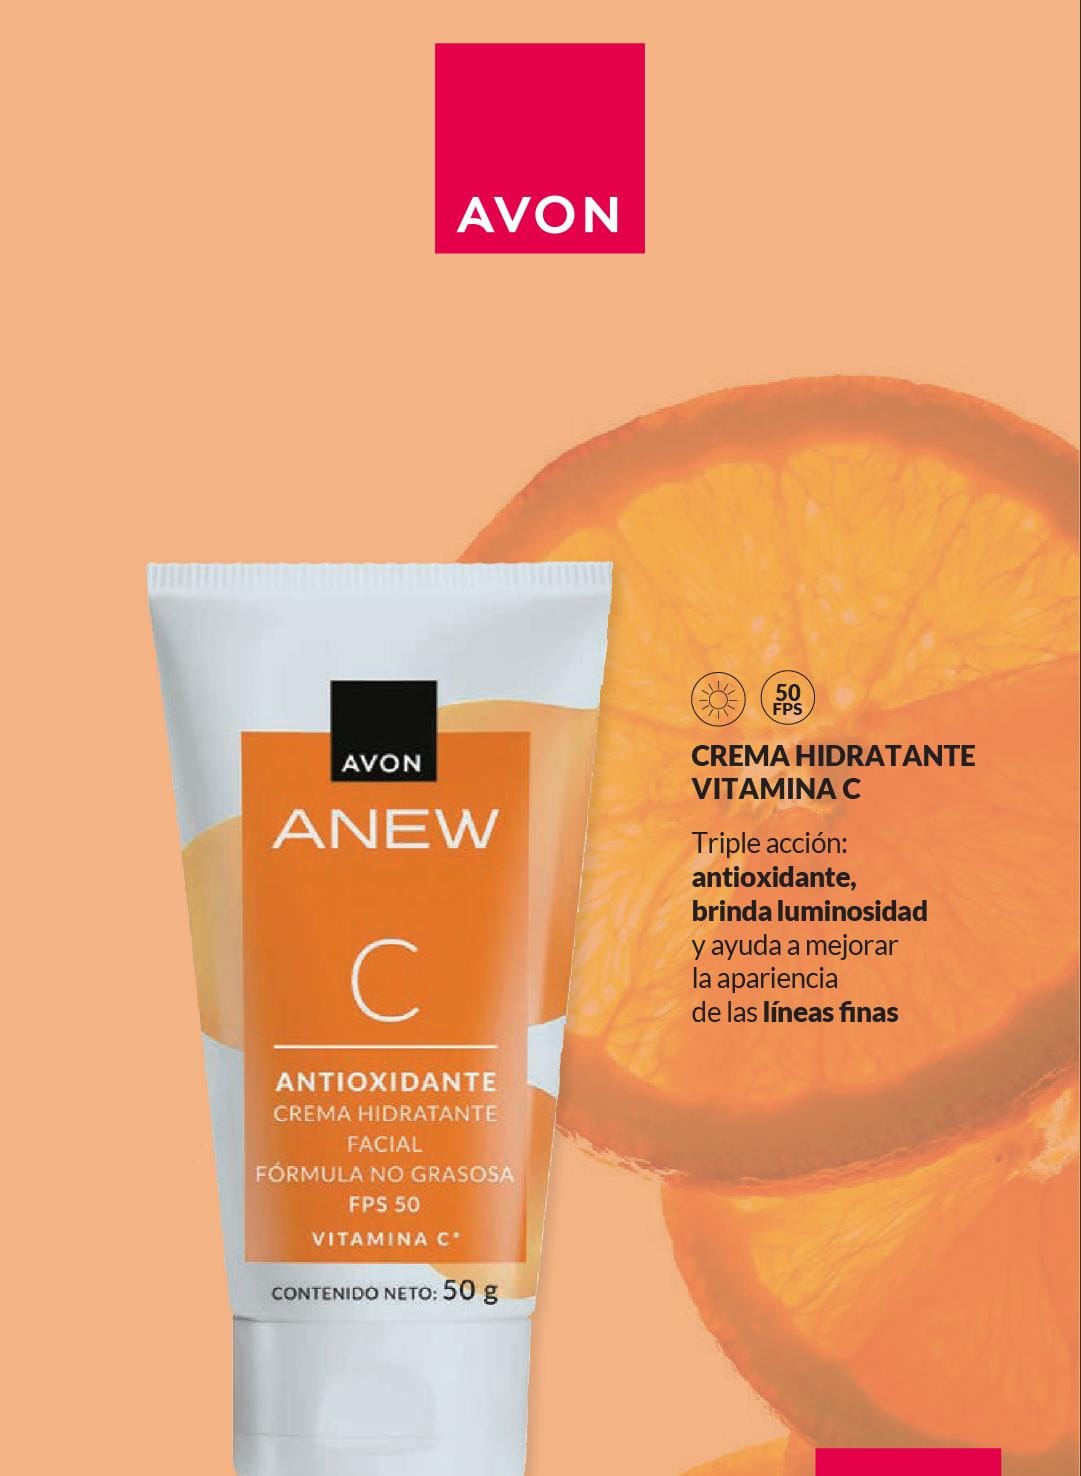 AVON
AVON
ANEW
C
ANTIOXIDANTE
CREMA HIDRATANTE
FACIAL
FÓRMULA NO GRASOSA
FPS 50
VITAMINA C*
CONTENIDO NETO: 50 g
50
FPS
CREMA HIDRATANTE
VITAMINA C
Triple acción:
antioxidante,
brinda luminosidad
y ayuda a mejorar
la apariencia
de las líneas finas